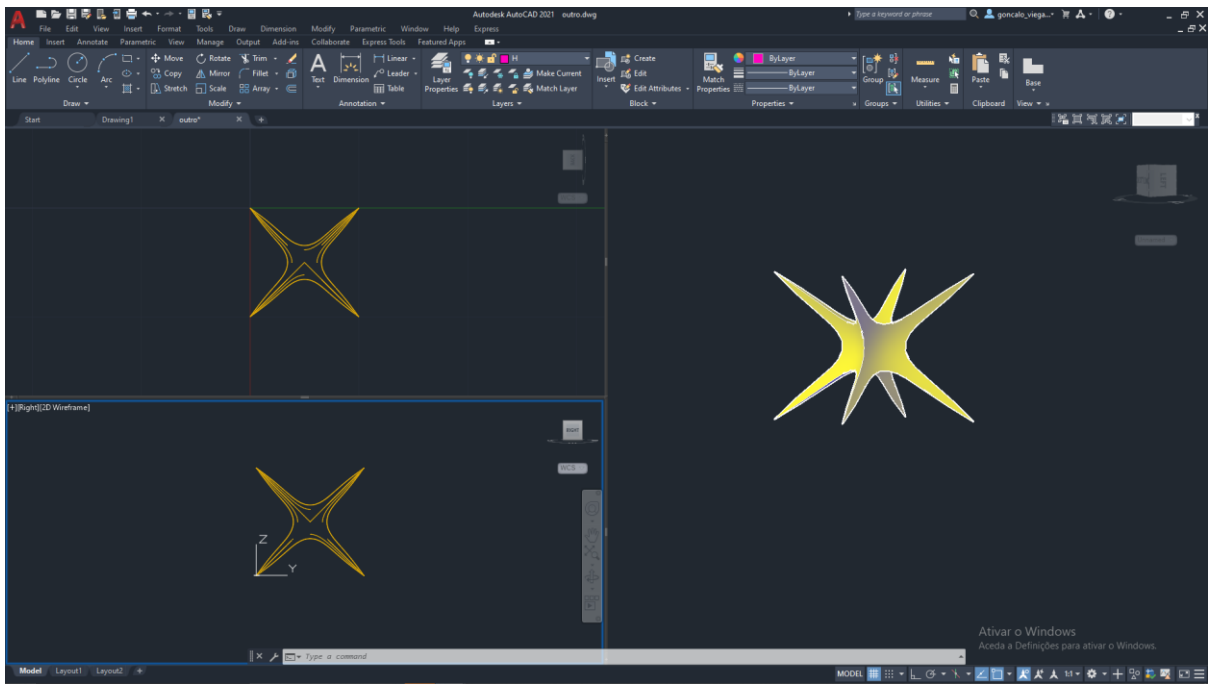 Autodesk AutoCAD 2021 outro.dwg
Type a keyword or phrase
goncalo_viega...
File Edit View Insert Format Tools Draw Dimension Modify Parametric Window Help Express
Home Insert Annotate Parametric View Manage Output Add-ins Collaborate Express Tools Featured Apps
Line Polyline Circle Arc
Move Rotate Trim
Copy Mirror Fillet
Stretch Scale Array
Text Dimension
Linear
Leader
Table
Layer Properties
H
Make Current
Match Layer
Insert
Create
Edit
Edit Attributes
Match Properties
ByLayer
ByLayer
ByLayer
Group
Measure
Paste
Base
Draw Modify Annotation Layers Block Properties Groups Utilities Clipboard View
Start Drawing1 outro*
LEFT
[+][Right][2D Wireframe]
RIGHT
WCS
Z
Y
Ativar o Windows
Aceda a Definições para ativar o Windows.
Type a command
Model Layout1 Layout2
MODEL 1:1